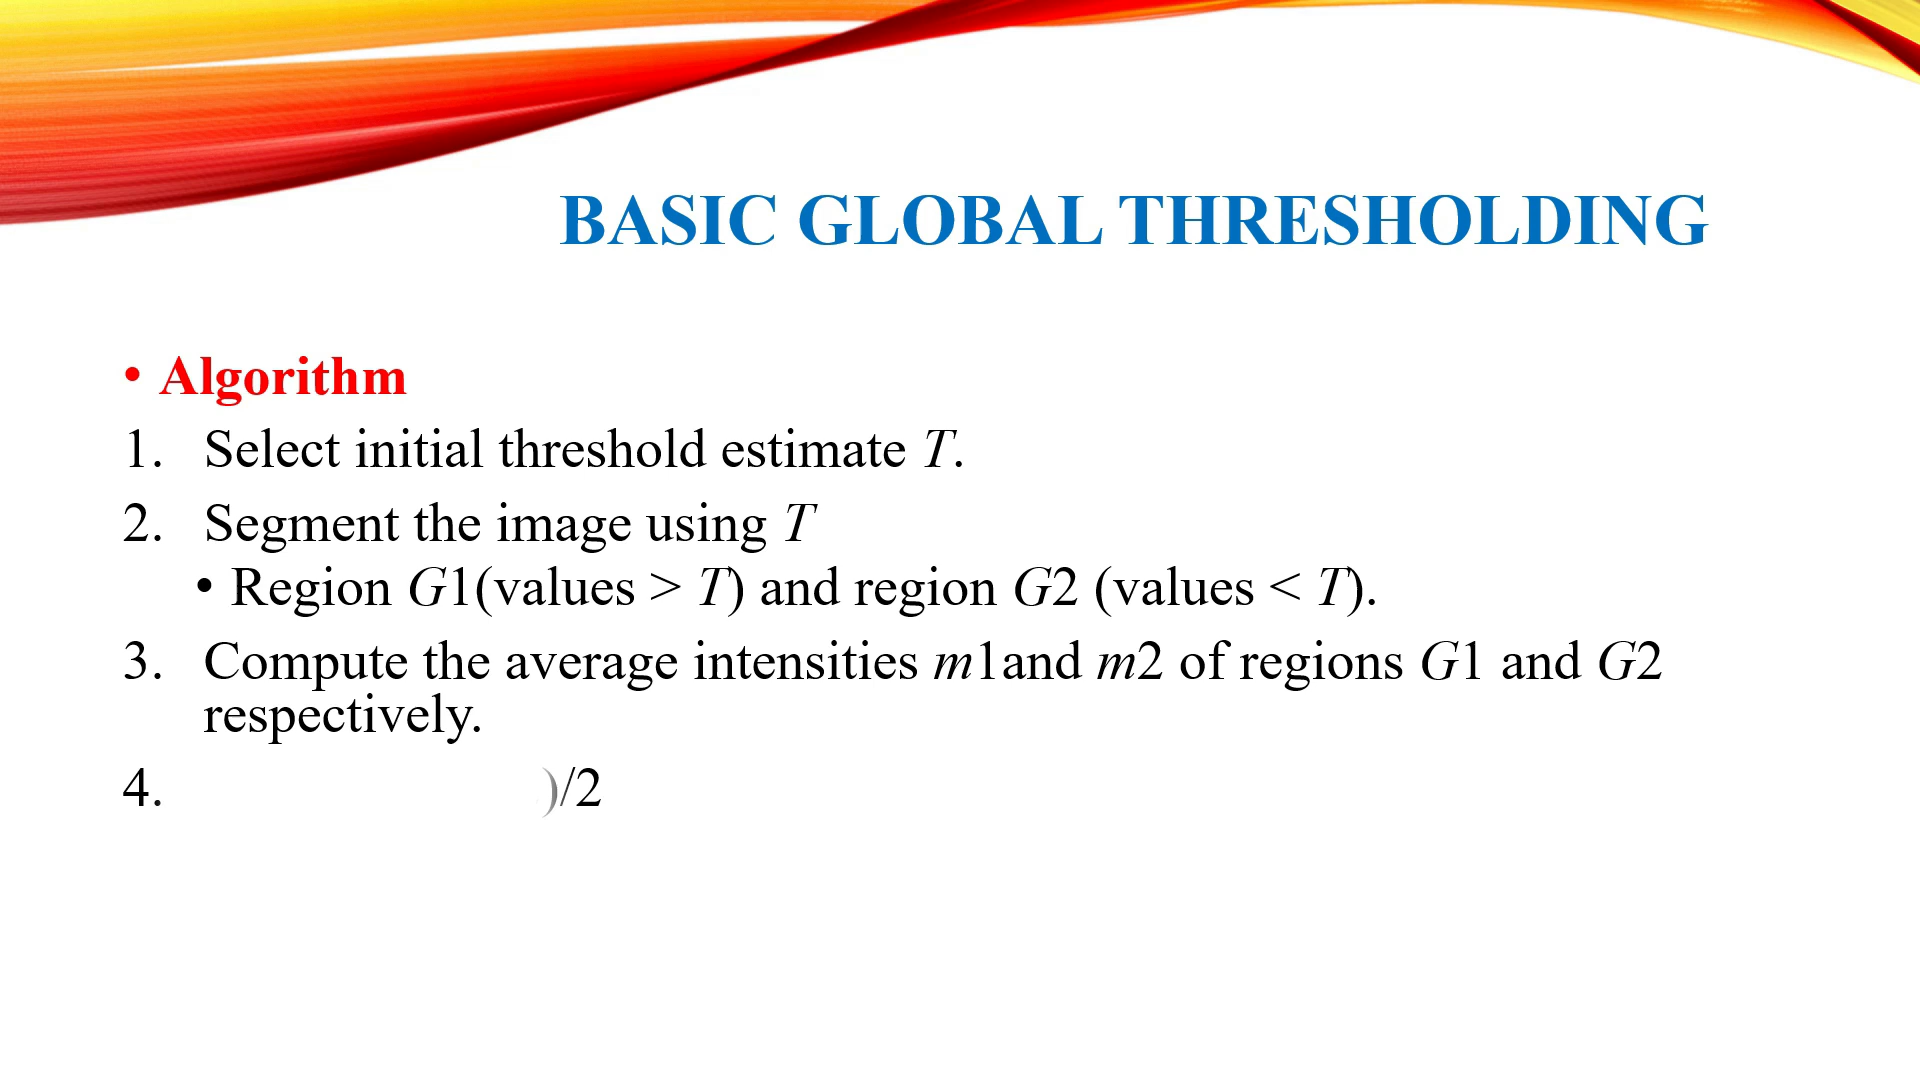 BASIC GLOBAL THRESHOLDING
• Algorithm
1. Select initial threshold estimate T.
2. Segment the image using T
• Region G1(values > T) and region G2 (values < T).
3. Compute the average intensities m1and m2 of regions G1 and G2
respectively.
4. )/2